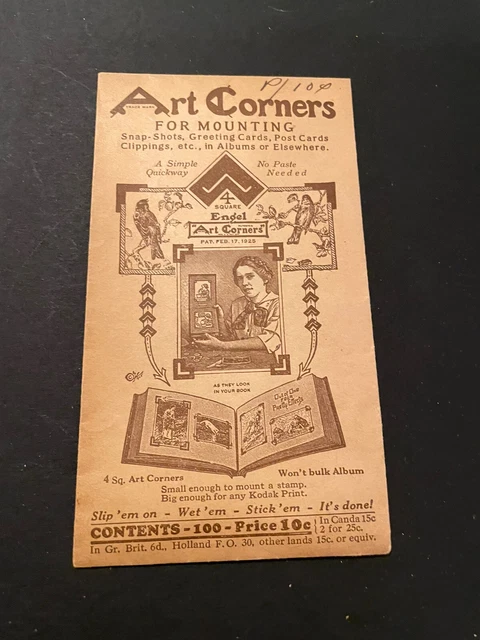 P/10¢
Art Corners
TRADE MARK
FOR MOUNTING
Snap-Shots, Greeting Cards, Post Cards
Clippings, etc., in Albums or Elsewhere.
A Simple
Quickway
No Paste
Needed
4
SQUARE
Engel
"Art Corners"
PAT. FEB. 17, 1925
AS THEY LOOK
IN YOUR BOOK
4 Sq. Art Corners
Won't bulk Album
Small enough to mount a stamp.
Big enough for any Kodak Print.
Slip 'em on - Wet 'em - Stick 'em - It's done!
CONTENTS - 100 - Price 10c
In Canda 15c
2 for 25c.
In Gr. Brit. 6d., Holland F.O. 30, other lands 15c. or equiv.